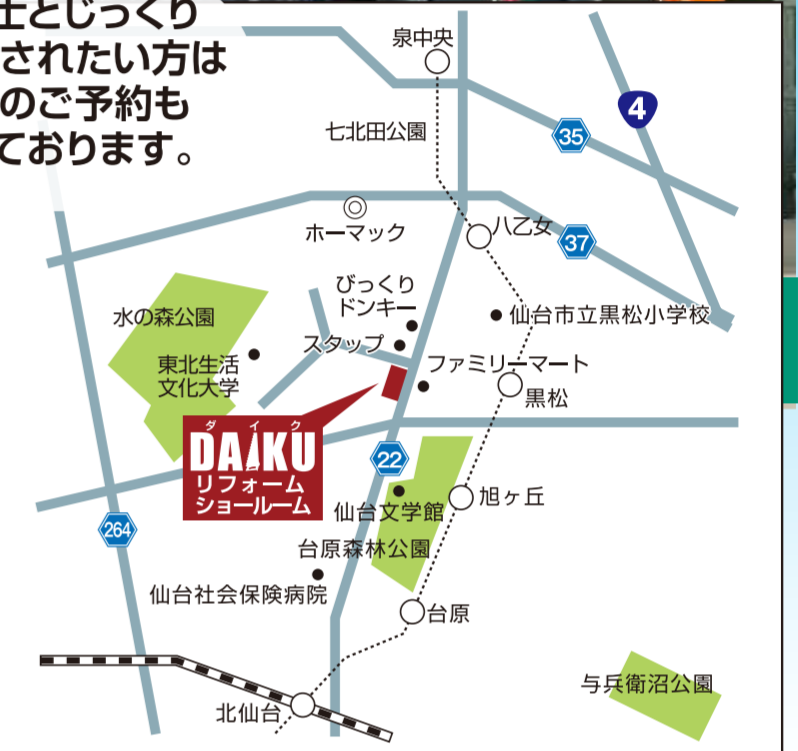 士とじっくり
されたい方は
のご予約も
ております。
泉中央
4
七北田公園
35
ホーマック
八乙女
37
びっくり
ドンキー
水の森公園
仙台市立黒松小学校
スタップ
東北生活
文化大学
ファミリーマート
黒松
ダイク
DAIKU
リフォーム
ショールーム
22
旭ヶ丘
仙台文学館
264
台原森林公園
仙台社会保険病院
台原
与兵衛沼公園
北仙台